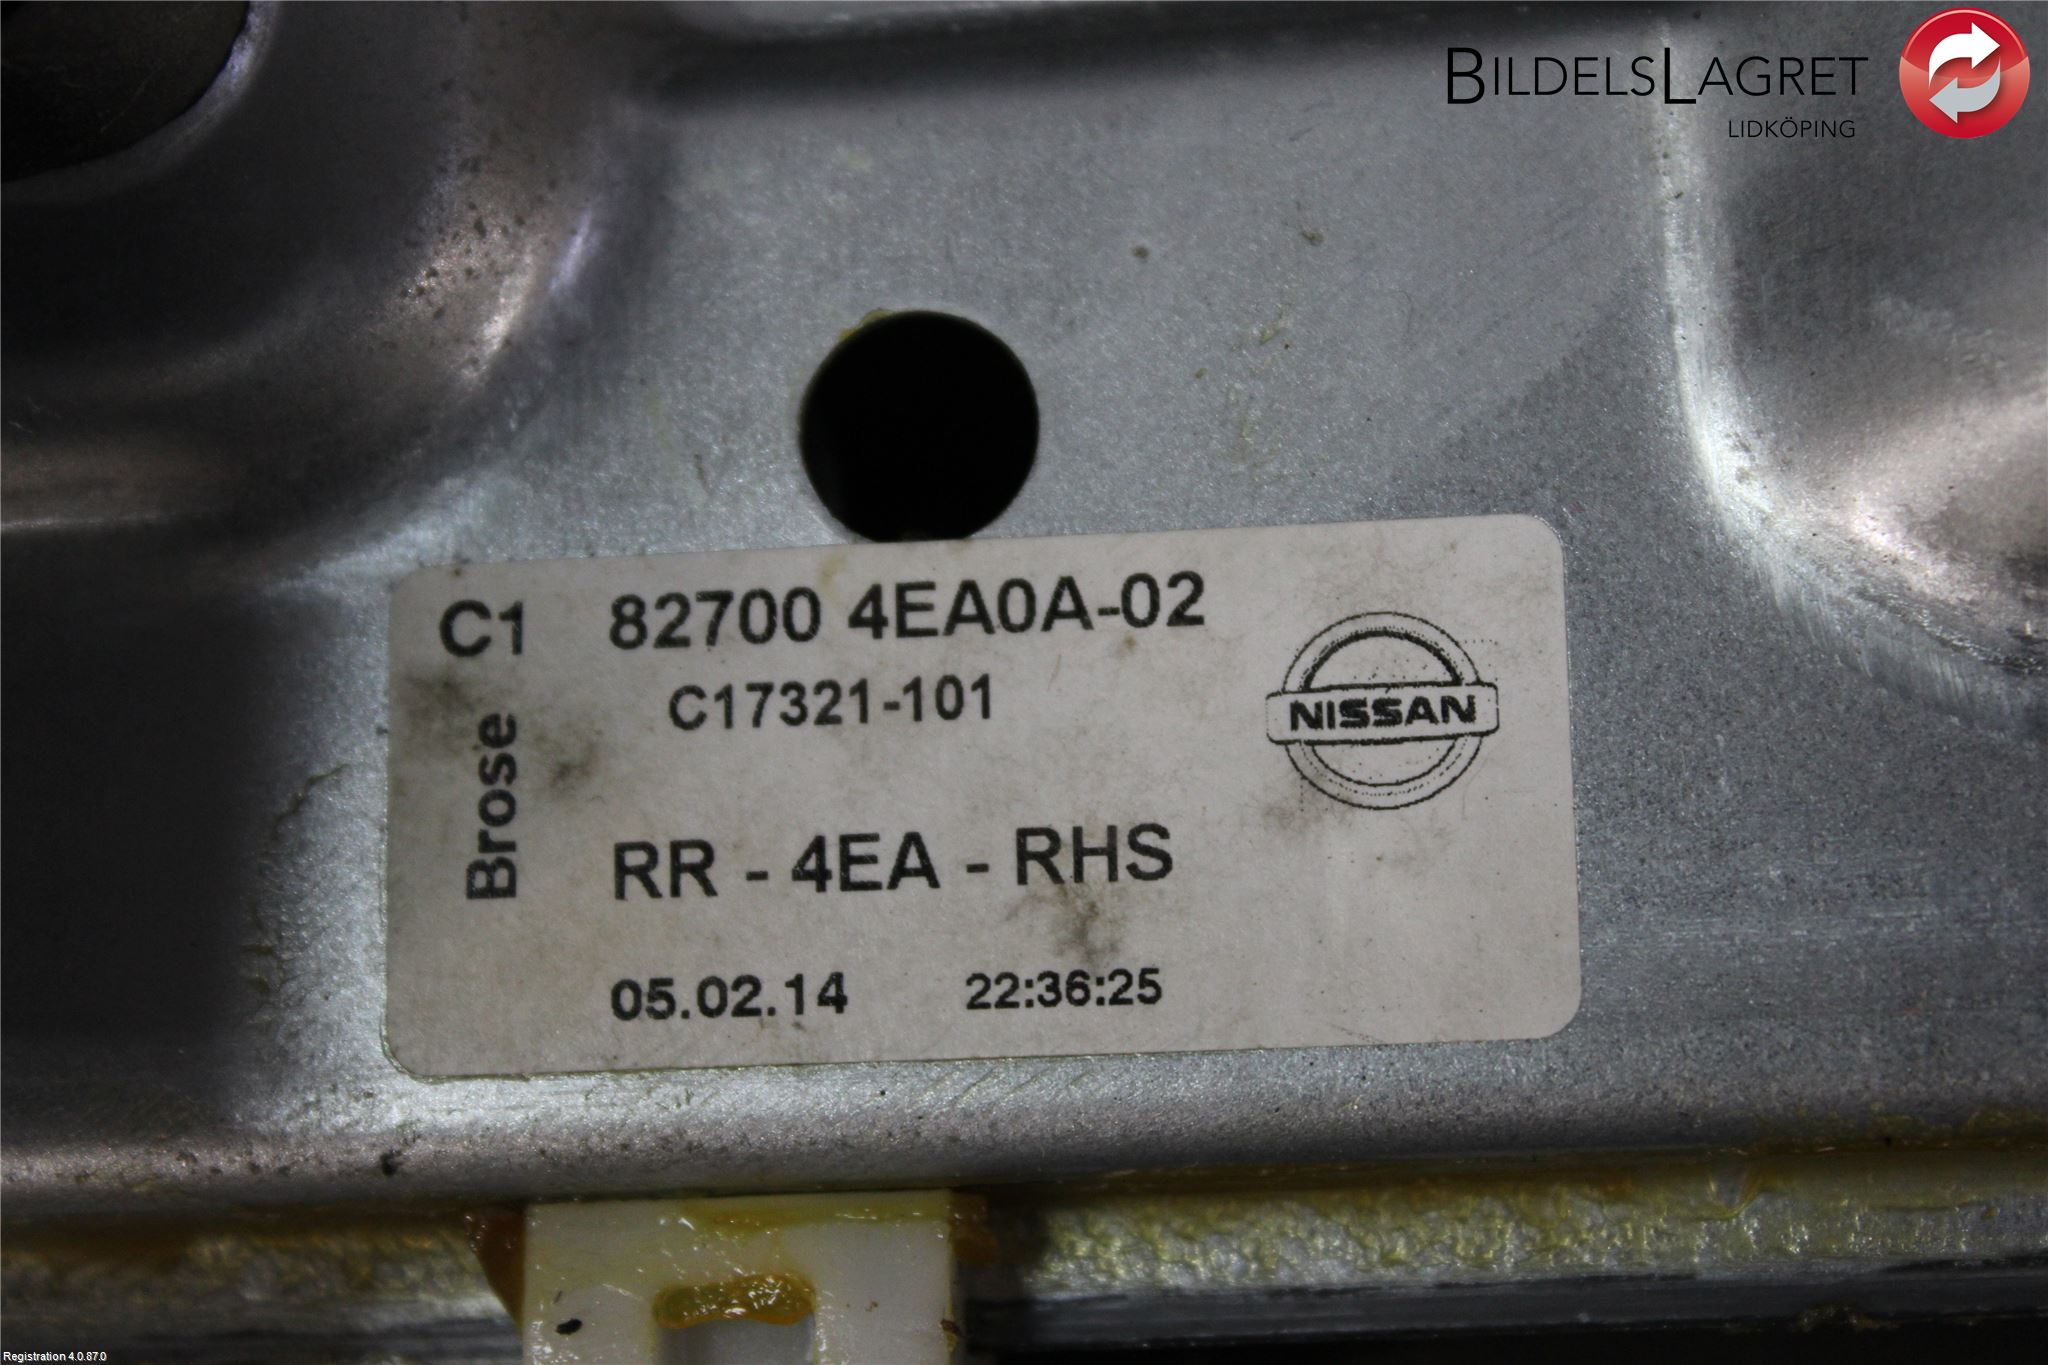 BILDELSLAGRET
LIDKÖPING
C1 82700 4EA0A-02
C17321-101
Brose
NISSAN
RR - 4EA - RHS
05.02.14 22:36:25
Registration 4.0.87.0